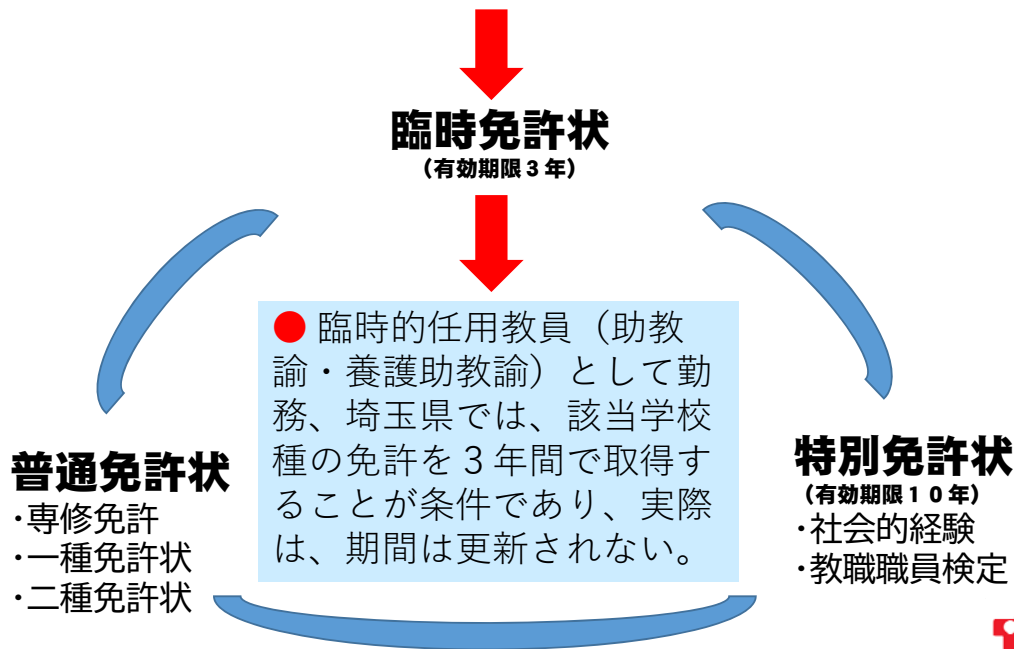 臨時免許状
（有効期限３年）
● 臨時的任用教員（助教
諭・養護助教諭）として勤
務、埼玉県では、該当学校
種の免許を３年間で取得す
ることが条件であり、実際
は、期間は更新されない。
普通免許状
・専修免許
・一種免許状
・二種免許状
特別免許状
（有効期限１０年）
・社会的経験
・教職職員検定